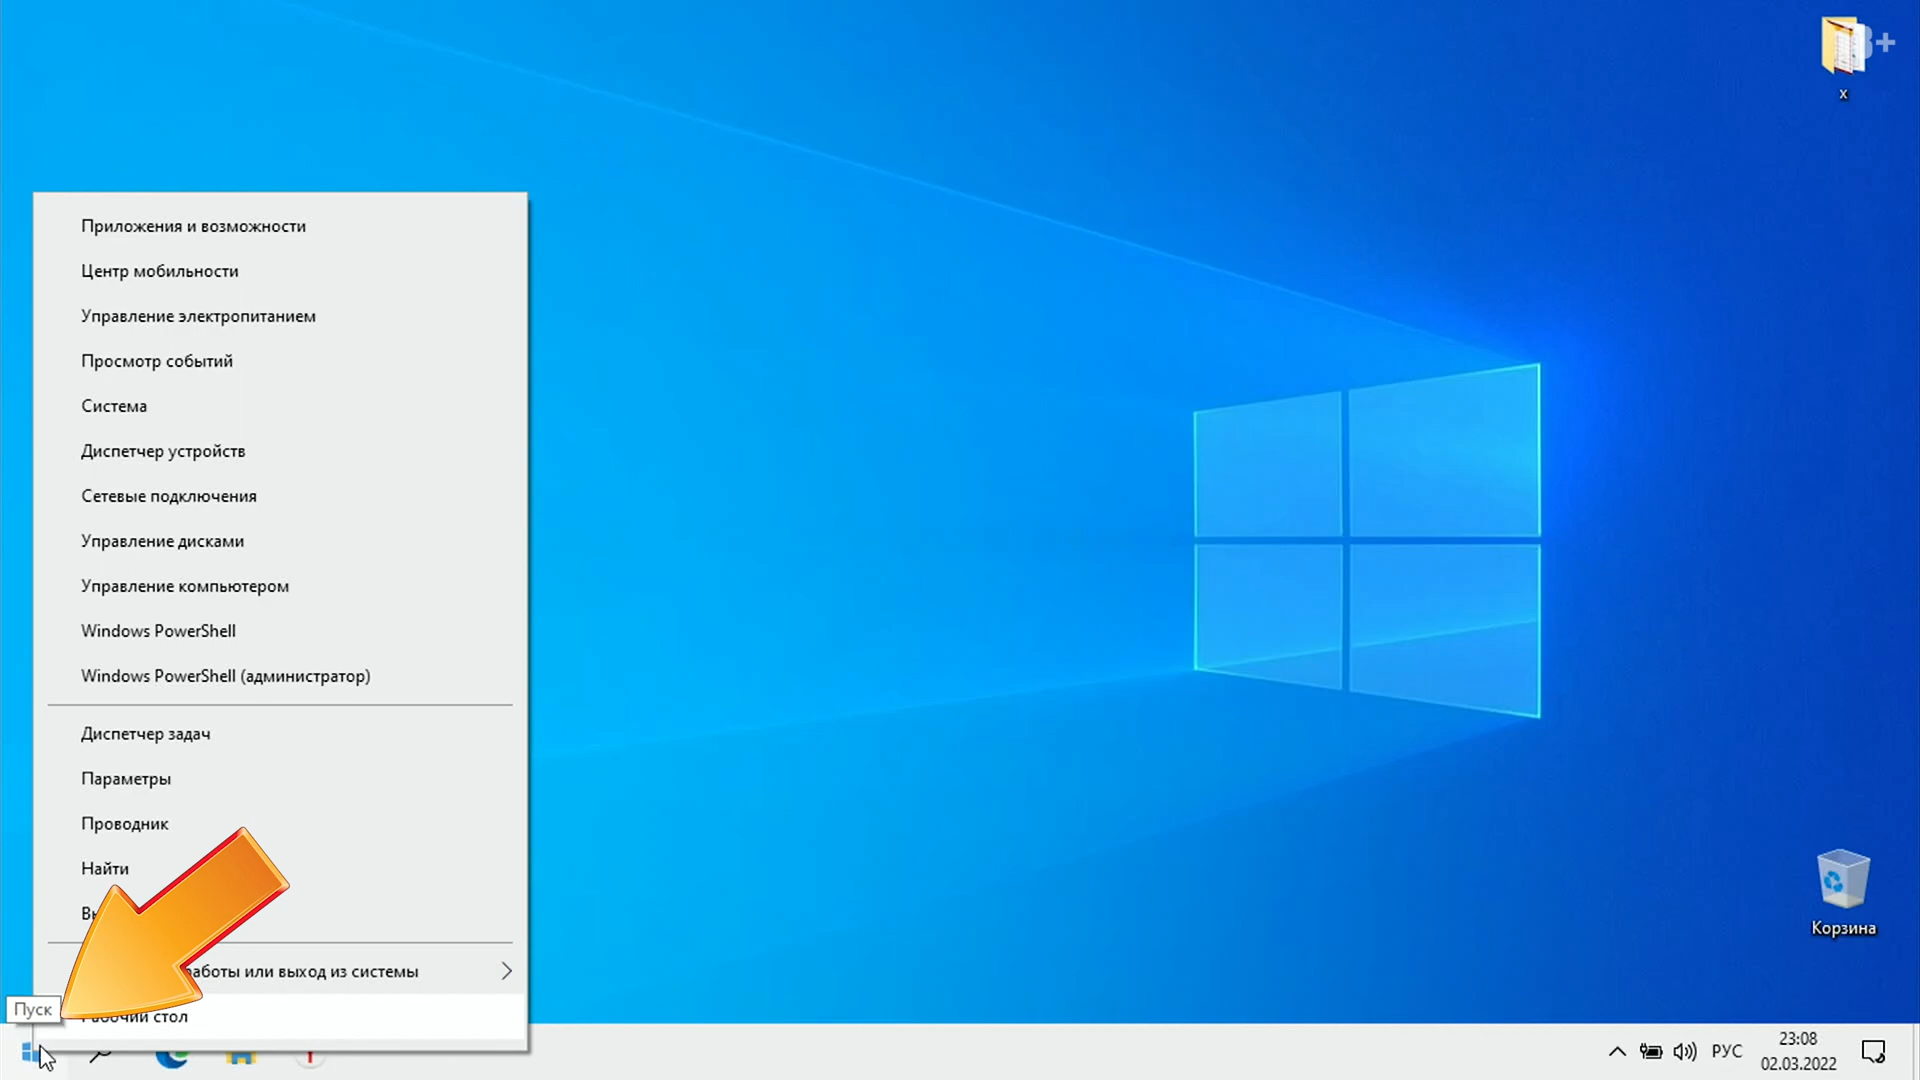 x
Приложения и возможности
Центр мобильности
Управление электропитанием
Просмотр событий
Система
Диспетчер устройств
Сетевые подключения
Управление дисками
Управление компьютером
Windows PowerShell
Windows PowerShell (администратор)
Диспетчер задач
Параметры
Проводник
Найти
работы или выход из системы
Рабочий стол
Пуск
Корзина
РУС
23:08
02.03.2022